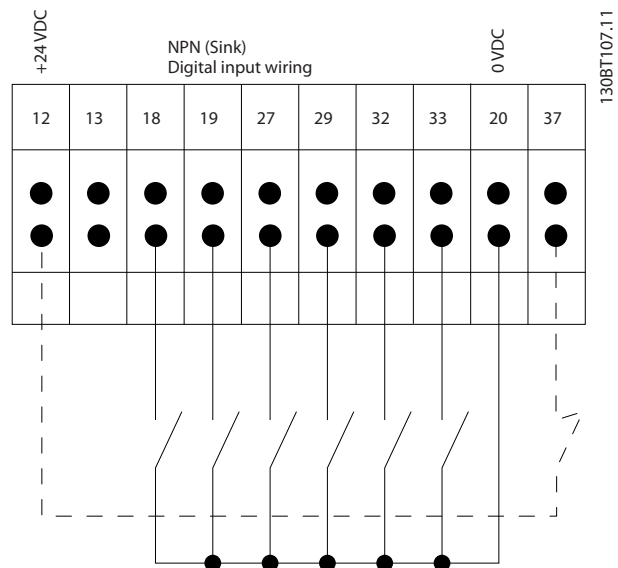 +24 VDC
NPN (Sink)
Digital input wiring
0 VDC
130BT107.11
12 13 18 19 27 29 32 33 20 37